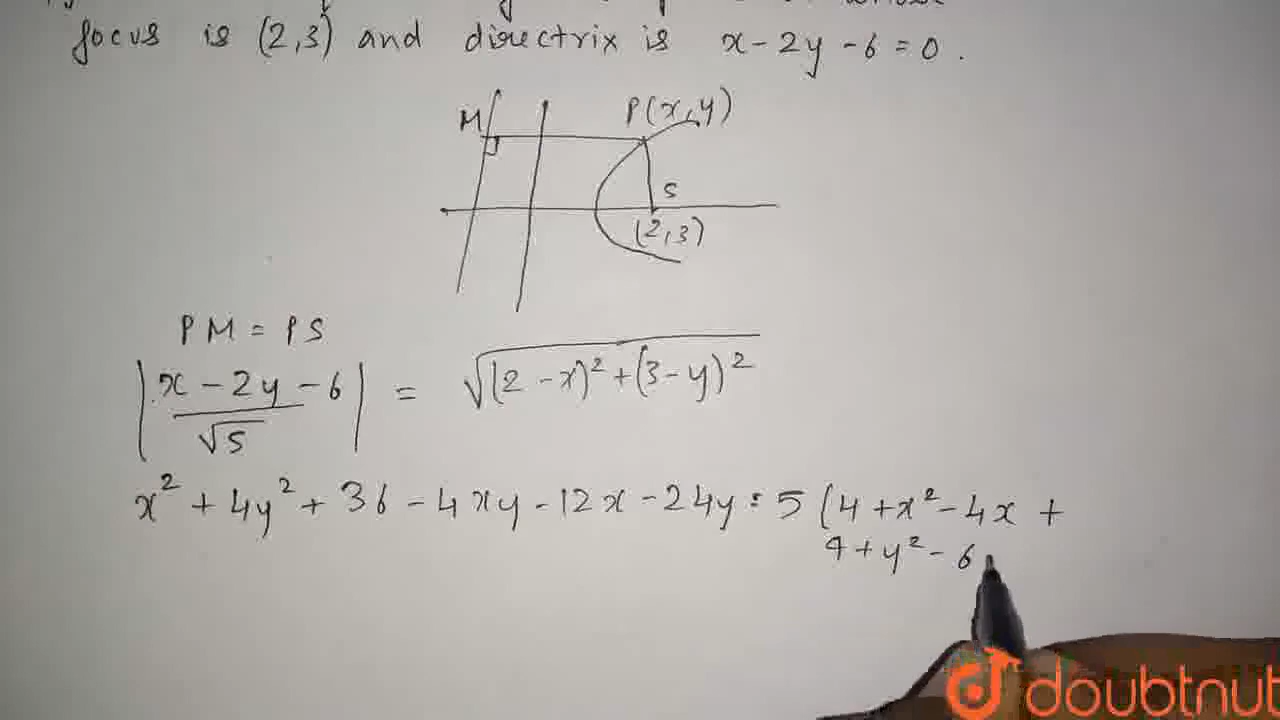 focus is (2,3) and directrix is x - 2y - 6 = 0 .
M
P(x,y)
S
(2,3)
PM = PS
|x - 2y - 6 / √5| = √(2 - x)² + (3 - y)²
x² + 4y² + 36 - 4xy - 12x - 24y = 5 (4 + x² - 4x +
9 + y² - 6
doubtnut